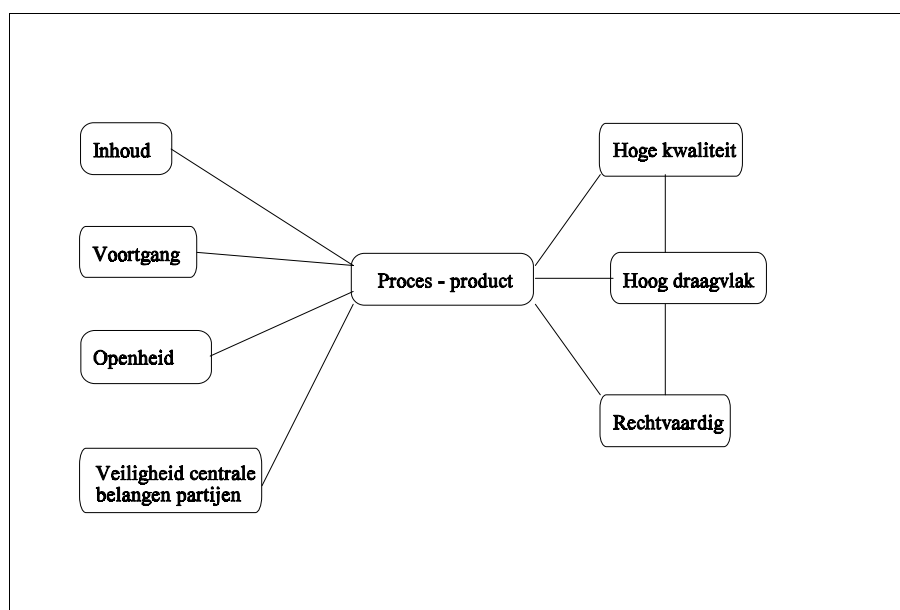 Inhoud
Voortgang
Openheid
Veiligheid centrale
belangen partijen
Proces - product
Hoge kwaliteit
Hoog draagvlak
Rechtvaardig